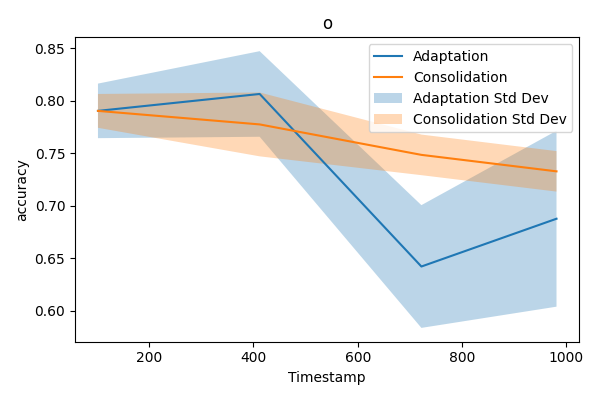 o
Adaptation
Consolidation
Adaptation Std Dev
Consolidation Std Dev
accuracy
0.85
0.80
0.75
0.70
0.65
0.60
200
400
600
800
1000
Timestamp